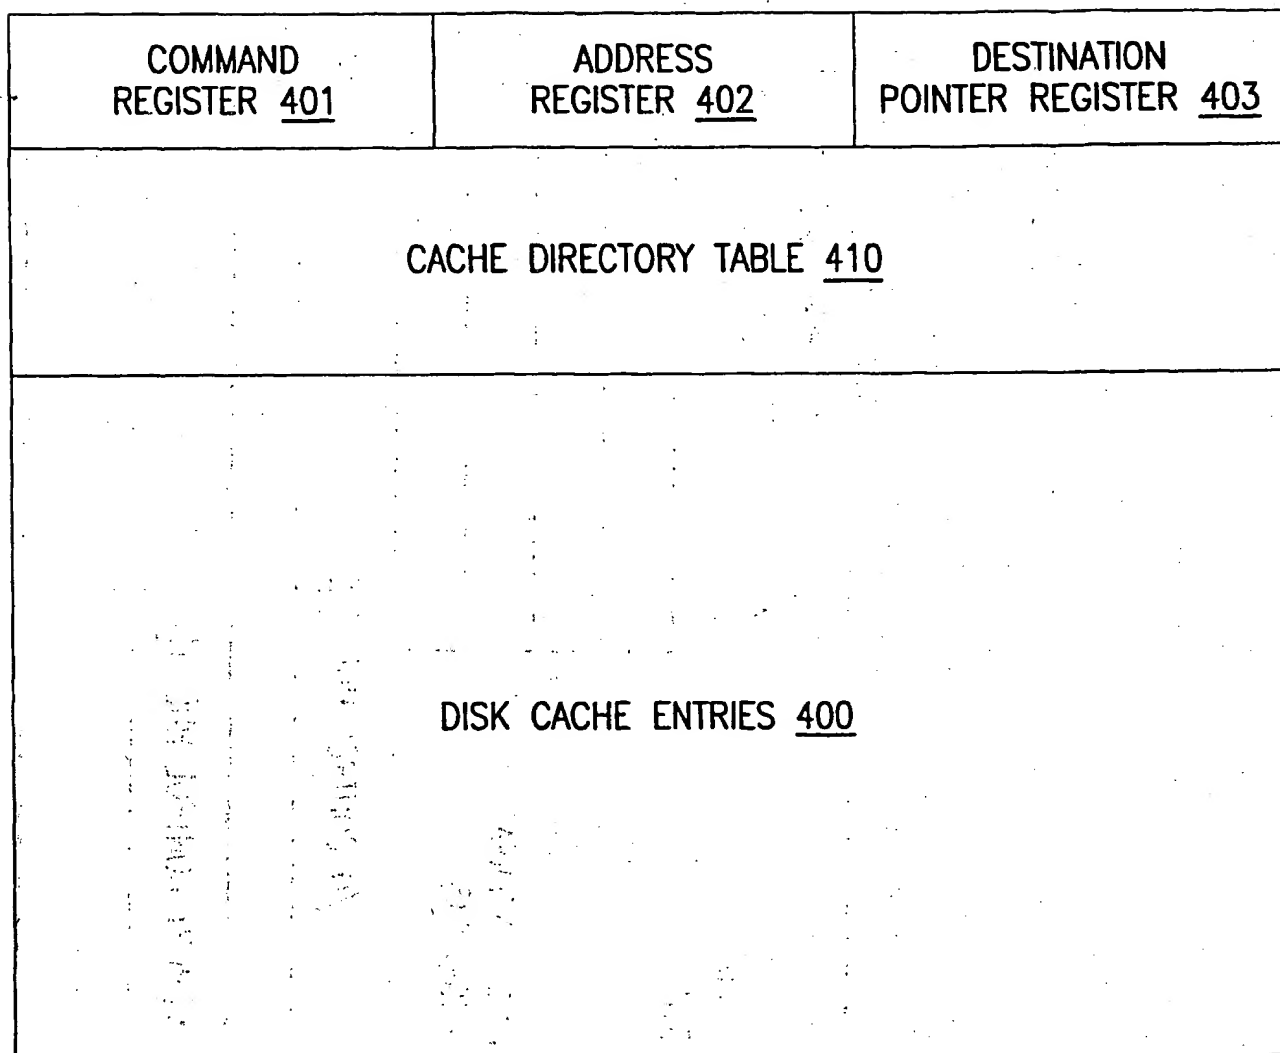 COMMAND
REGISTER 401
ADDRESS
REGISTER 402
DESTINATION
POINTER REGISTER 403
CACHE DIRECTORY TABLE 410
DISK CACHE ENTRIES 400